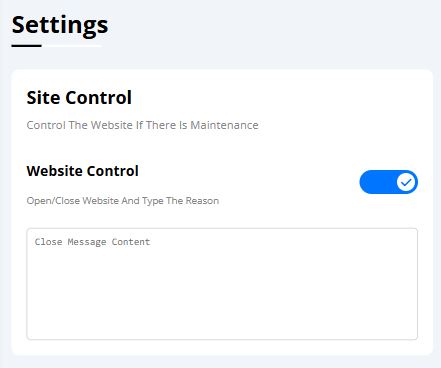 Settings
Site Control
Control The Website If There Is Maintenance
Website Control
Open/Close Website And Type The Reason
Close Message Content